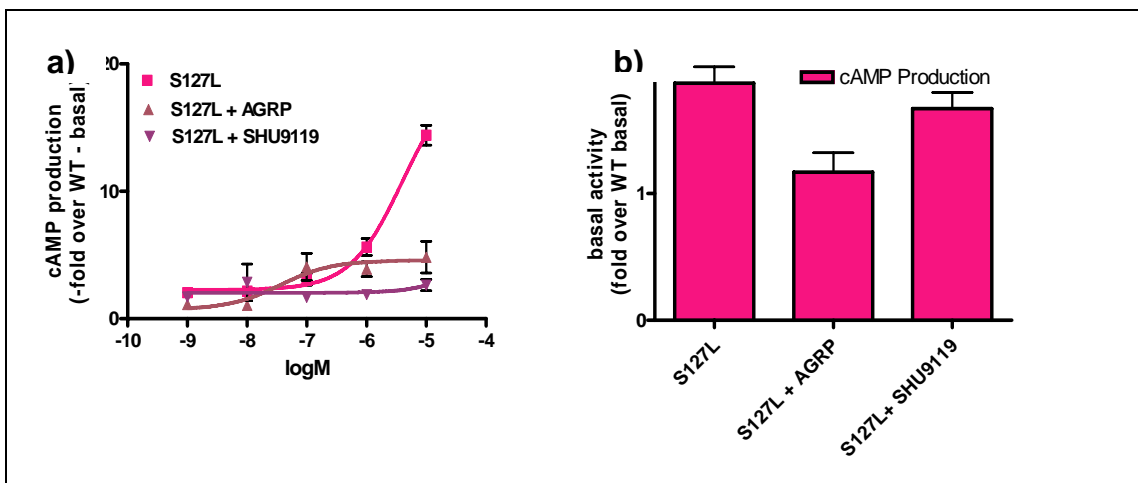 a)
20
10
0
cAMP production
(-fold over WT - basal)
S127L
S127L + AGRP
S127L + SHU9119
-10 -9 -8 -7 -6 -5 -4
logM
b)
cAMP Production
basal activity
(fold over WT basal)
1
0
S127L
S127L + AGRP
S127L+ SHU9119